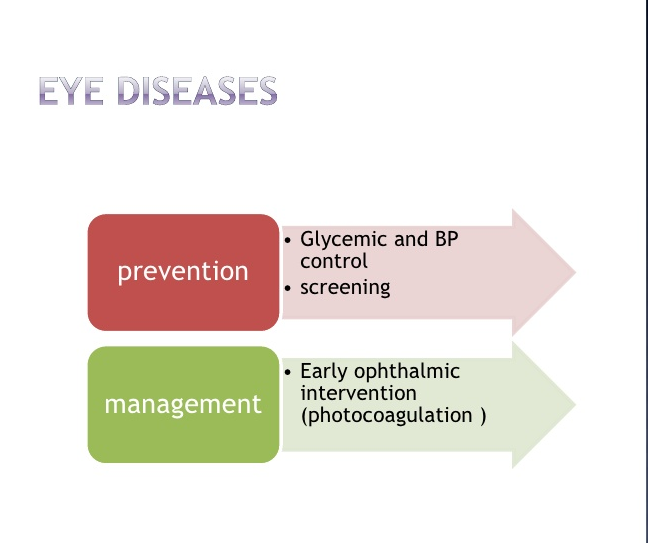 EYE DISEASES
prevention
• Glycemic and BP
control
• screening
management
• Early ophthalmic
intervention
(photocoagulation )